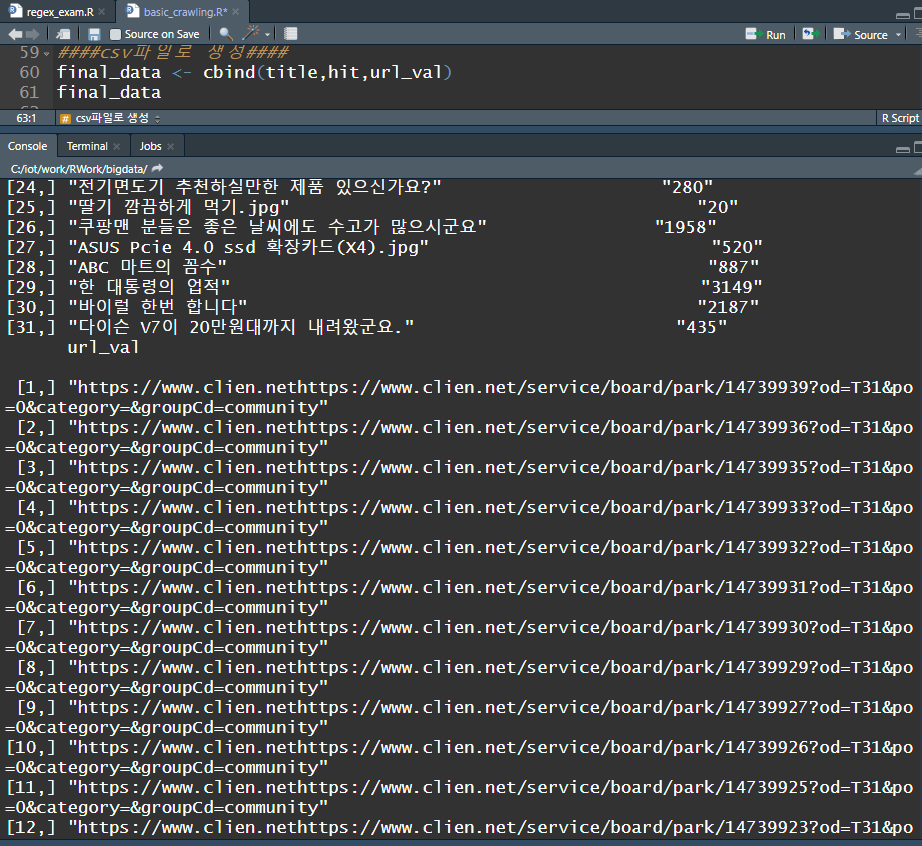 regex_exam.R × basic_crawling.R* ×
Source on Save Run Source
59 ####csv파일로 생성####
60 final_data <- cbind(title,hit,url_val)
61 final_data
63:1 # csv파일로 생성 R Script
Console Terminal × Jobs ×
C:/iot/work/RWork/bigdata/
[24,] "전기면도기 추천하실만한 제품 있으신가요?" "280"
[25,] "딸기 깜끔하게 먹기.jpg" "20"
[26,] "쿠팡맨 분들은 좋은 날씨에도 수고가 많으시군요" "1958"
[27,] "ASUS Pcie 4.0 ssd 확장카드(X4).jpg" "520"
[28,] "ABC 마트의 꼼수" "887"
[29,] "한 대통령의 업적" "3149"
[30,] "바이럴 한번 합니다" "2187"
[31,] "다이슨 V7이 20만원대까지 내려왔군요." "435"
url_val
[1,] "https://www.clien.nethttps://www.clien.net/service/board/park/14739939?od=T31&po
=0&category=&groupCd=community"
[2,] "https://www.clien.nethttps://www.clien.net/service/board/park/14739936?od=T31&po
=0&category=&groupCd=community"
[3,] "https://www.clien.nethttps://www.clien.net/service/board/park/14739935?od=T31&po
=0&category=&groupCd=community"
[4,] "https://www.clien.nethttps://www.clien.net/service/board/park/14739933?od=T31&po
=0&category=&groupCd=community"
[5,] "https://www.clien.nethttps://www.clien.net/service/board/park/14739932?od=T31&po
=0&category=&groupCd=community"
[6,] "https://www.clien.nethttps://www.clien.net/service/board/park/14739931?od=T31&po
=0&category=&groupCd=community"
[7,] "https://www.clien.nethttps://www.clien.net/service/board/park/14739930?od=T31&po
=0&category=&groupCd=community"
[8,] "https://www.clien.nethttps://www.clien.net/service/board/park/14739929?od=T31&po
=0&category=&groupCd=community"
[9,] "https://www.clien.nethttps://www.clien.net/service/board/park/14739927?od=T31&po
=0&category=&groupCd=community"
[10,] "https://www.clien.nethttps://www.clien.net/service/board/park/14739926?od=T31&po
=0&category=&groupCd=community"
[11,] "https://www.clien.nethttps://www.clien.net/service/board/park/14739925?od=T31&po
=0&category=&groupCd=community"
[12,] "https://www.clien.nethttps://www.clien.net/service/board/park/14739923?od=T31&po